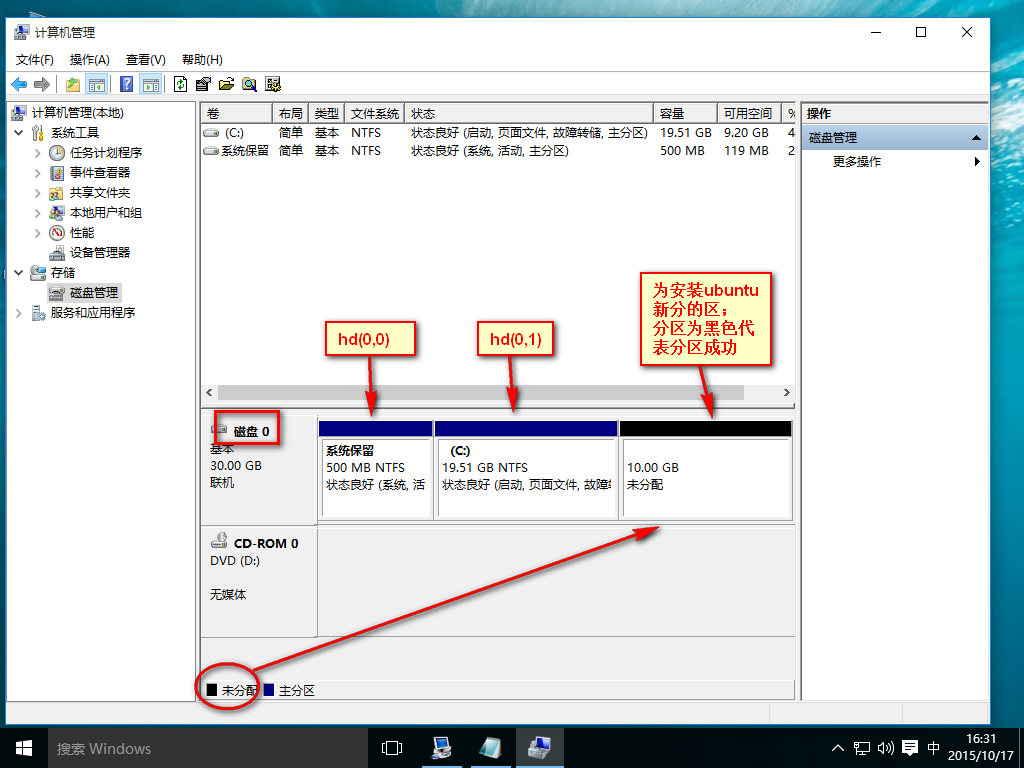 计算机管理
文件(F) 操作(A) 查看(V) 帮助(H)
计算机管理(本地)
系统工具
任务计划程序
事件查看器
共享文件夹
本地用户和组
性能
设备管理器
存储
磁盘管理
服务和应用程序
卷 布局 类型 文件系统 状态 容量 可用空间 %
(C:) 简单 基本 NTFS 状态良好 (启动, 页面文件, 故障转储, 主分区) 19.51 GB 9.20 GB 4
系统保留 简单 基本 NTFS 状态良好 (系统, 活动, 主分区) 500 MB 119 MB 2
操作
磁盘管理
更多操作
hd(0,0)
hd(0,1)
为安装ubuntu
新分的区；
分区为黑色代
表分区成功
磁盘 0
基本
30.00 GB
联机
系统保留
500 MB NTFS
状态良好 (系统, 活
(C:)
19.51 GB NTFS
状态良好 (启动, 页面文件, 故障
10.00 GB
未分配
CD-ROM 0
DVD (D:)
无媒体
未分配 主分区
搜索 Windows
中
16:31
2015/10/17